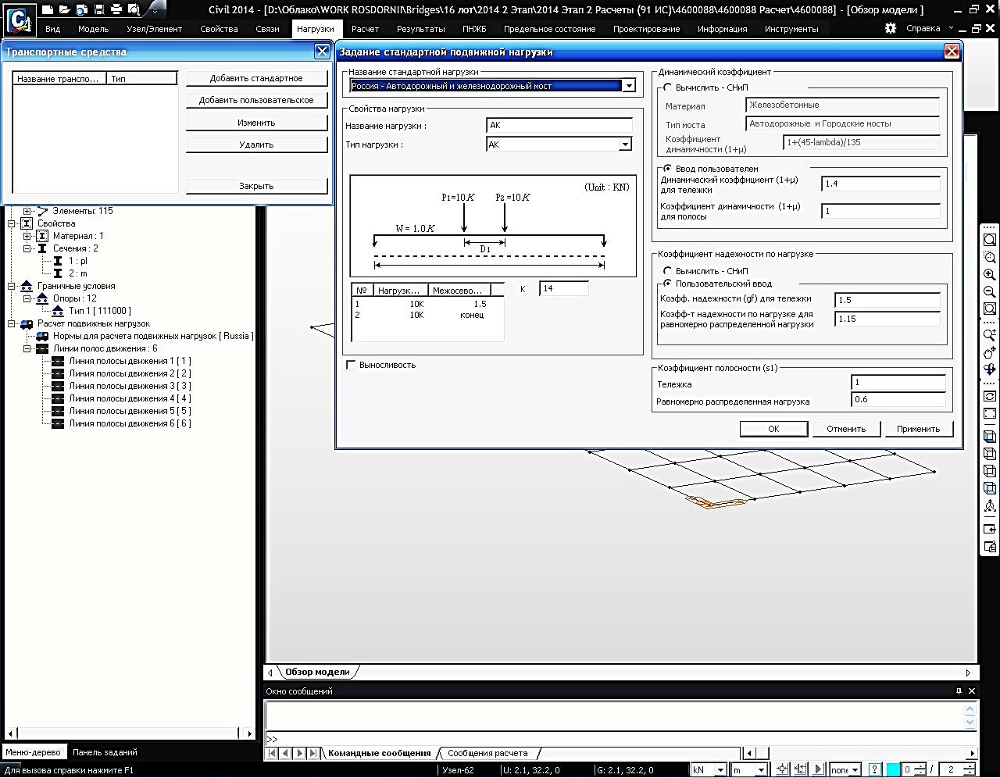 Civil 2014 - [D:\Облако\WORK ROSDORNII\Bridges\16 лот\2014 2 Этап\2014 Этап 2 Расчеты (91 ИС)\4600088\4600088 Расчет\4600088] - [Обзор модели ]
Вид Модель Узел/Элемент Свойства Связи Нагрузки Расчет Результаты ПНЖБ Предельное состояние Проектирование Информация Инструменты Справка
Транспортные средства
Название транспо... Тип
Добавить стандартное
Добавить пользовательское
Изменить
Удалить
Закрыть
Элементы: 115
Свойства
Материал : 1
Сечения : 2
1 : pl
2 : m
Граничные условия
Опоры : 12
Тип 1 [ 111000 ]
Расчет подвижных нагрузок
Нормы для расчета подвижных нагрузок [ Russia ]
Линии полос движения : 6
Линия полосы движения 1 [ 1 ]
Линия полосы движения 2 [ 2 ]
Линия полосы движения 3 [ 3 ]
Линия полосы движения 4 [ 4 ]
Линия полосы движения 5 [ 5 ]
Линия полосы движения 6 [ 6 ]
Меню-дерево Панель заданий
Задание стандартной подвижной нагрузки
Название стандартной нагрузки
Россия - Автодорожный и железнодорожный мост
Свойства нагрузки
Название нагрузки : АК
Тип нагрузки : АК
(Unit : KN)
P1=10K P2=10K
W = 1.0K
D1
№ Нагрузк... Межосево...
1 10K 1.5
2 10K конец
К 14
Выносливость
Динамический коэффициент
Вычислить - СНиП
Материал Железобетонные
Тип моста Автодорожные и Городские мосты
Коэффициент динамичности (1+μ) 1+(45-lambda)/135
Ввод пользователем
Динамический коэффициент (1+μ) для тележки 1.4
Коэффициент динамичности (1+μ) для полосы 1
Коэффициент надежности по нагрузке
Вычислить - СНиП
Пользовательский ввод
Коэфф. надежности (gf) для тележки 1.5
Коэфф-т надежности по нагрузке для равномерно распределенной нагрузки 1.15
Коэффициент полосности (s1)
Тележка 1
Равномерно распределенная нагрузка 0.6
ОК Отменить Применить
Обзор модели
Окно сообщений
>>
Командные сообщения Сообщения расчета
Для вызова справки нажмите F1 Узел-62 U: 2.1, 32.2, 0 G: 2.1, 32.2, 0 kN m none ? 0 / 2